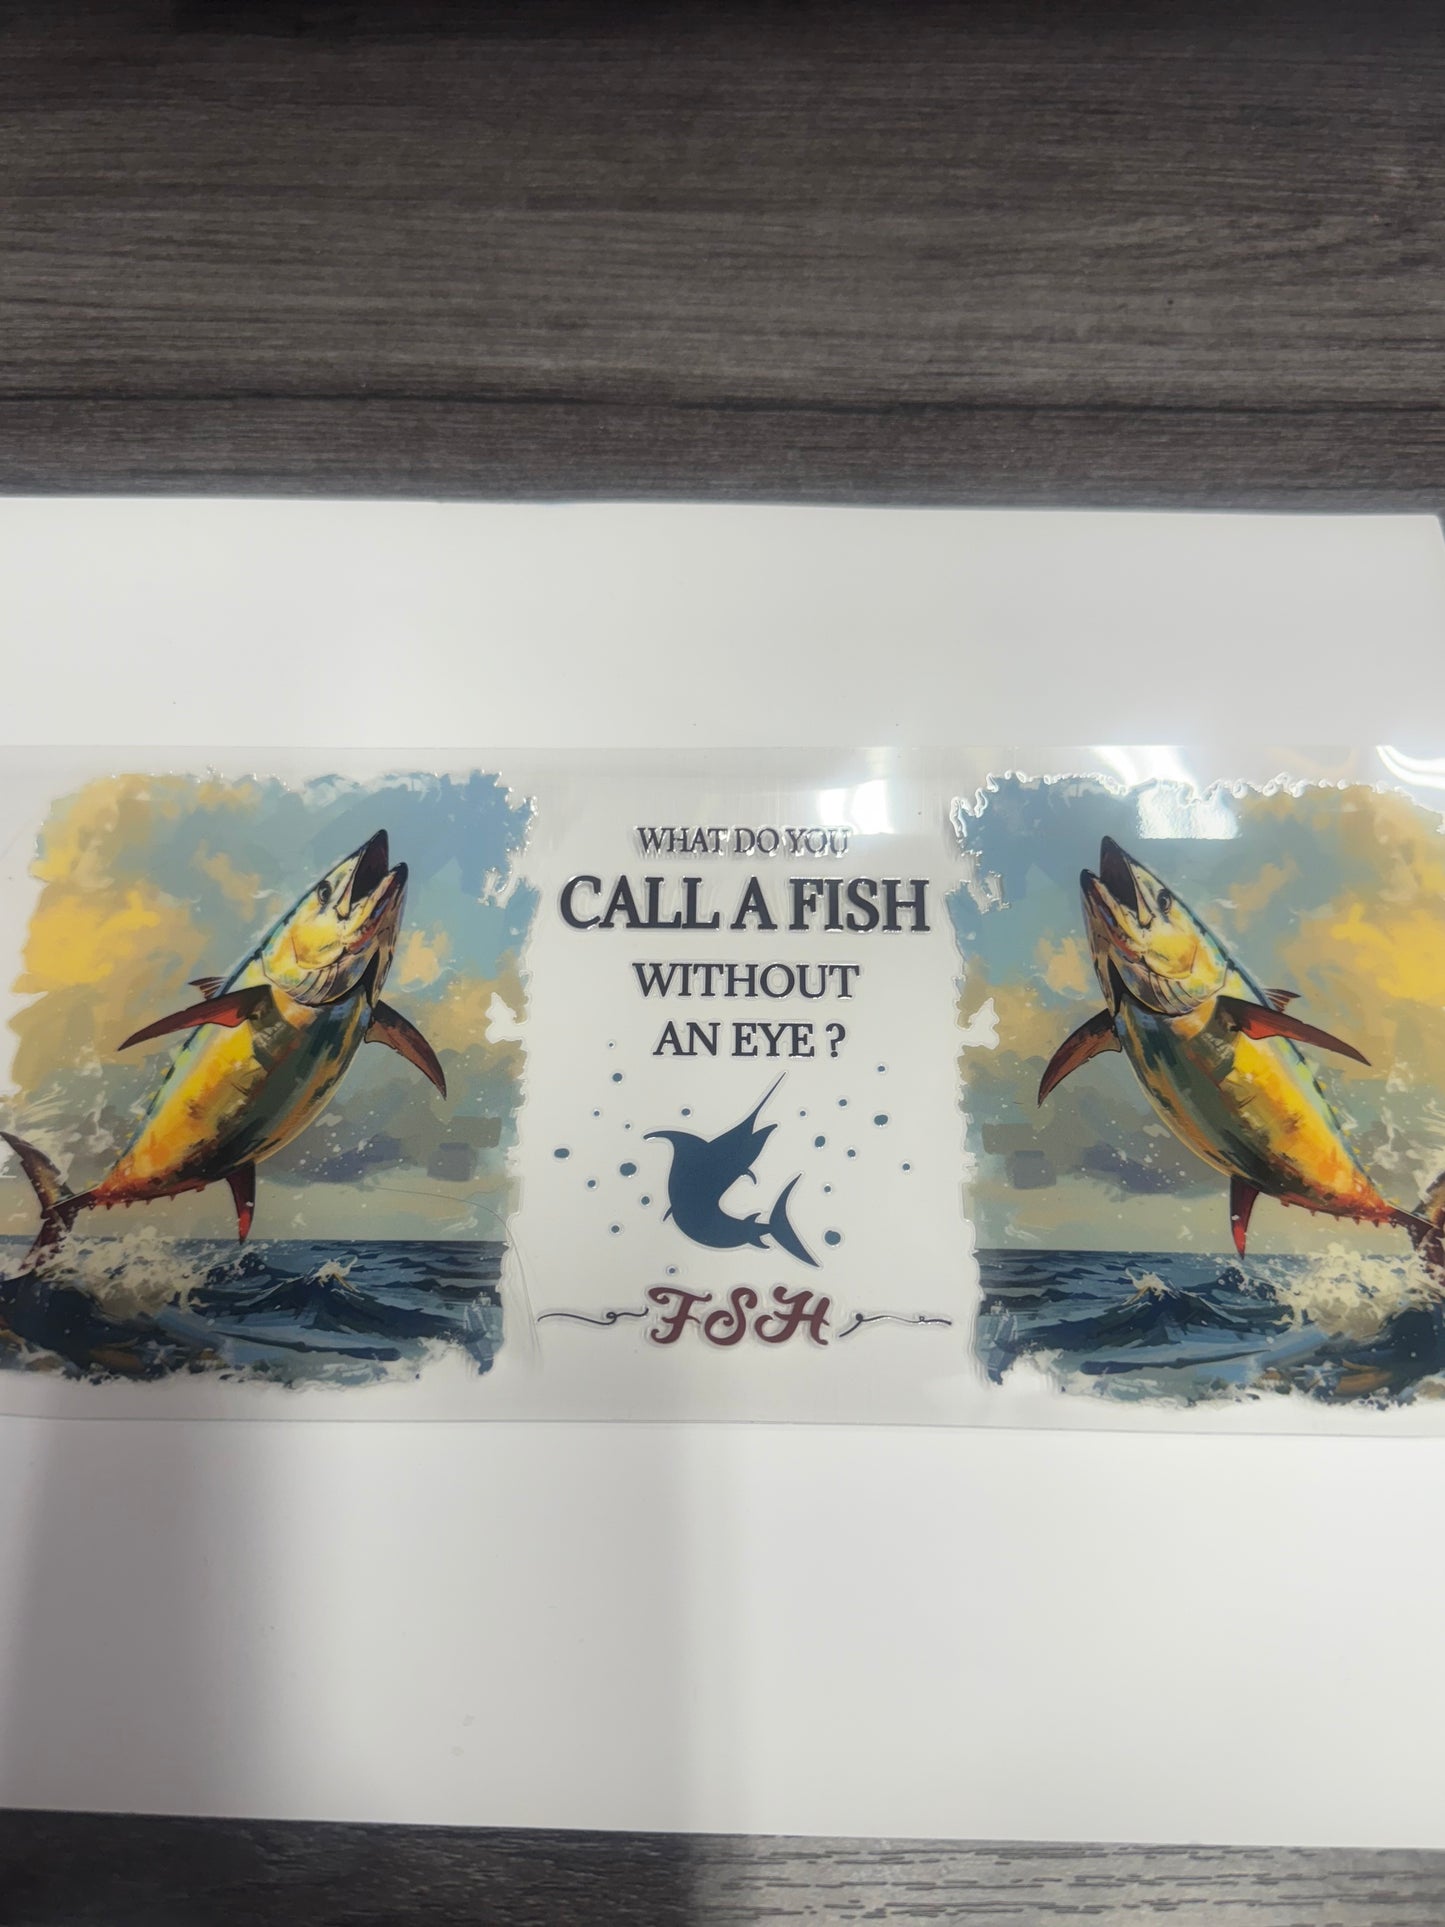 WHAT DO YOU
CALL A FISH
WITHOUT
AN EYE ?
FSH